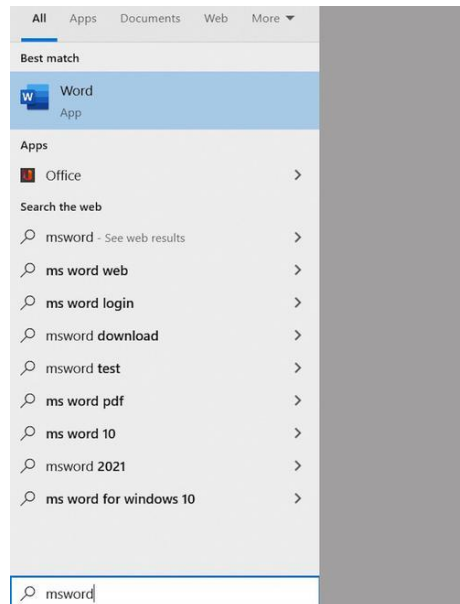 All Apps Documents Web More
Best match
Word
App
Apps
Office
Search the web
msword - See web results
ms word web
ms word login
msword download
msword test
ms word pdf
ms word 10
msword 2021
ms word for windows 10
msword